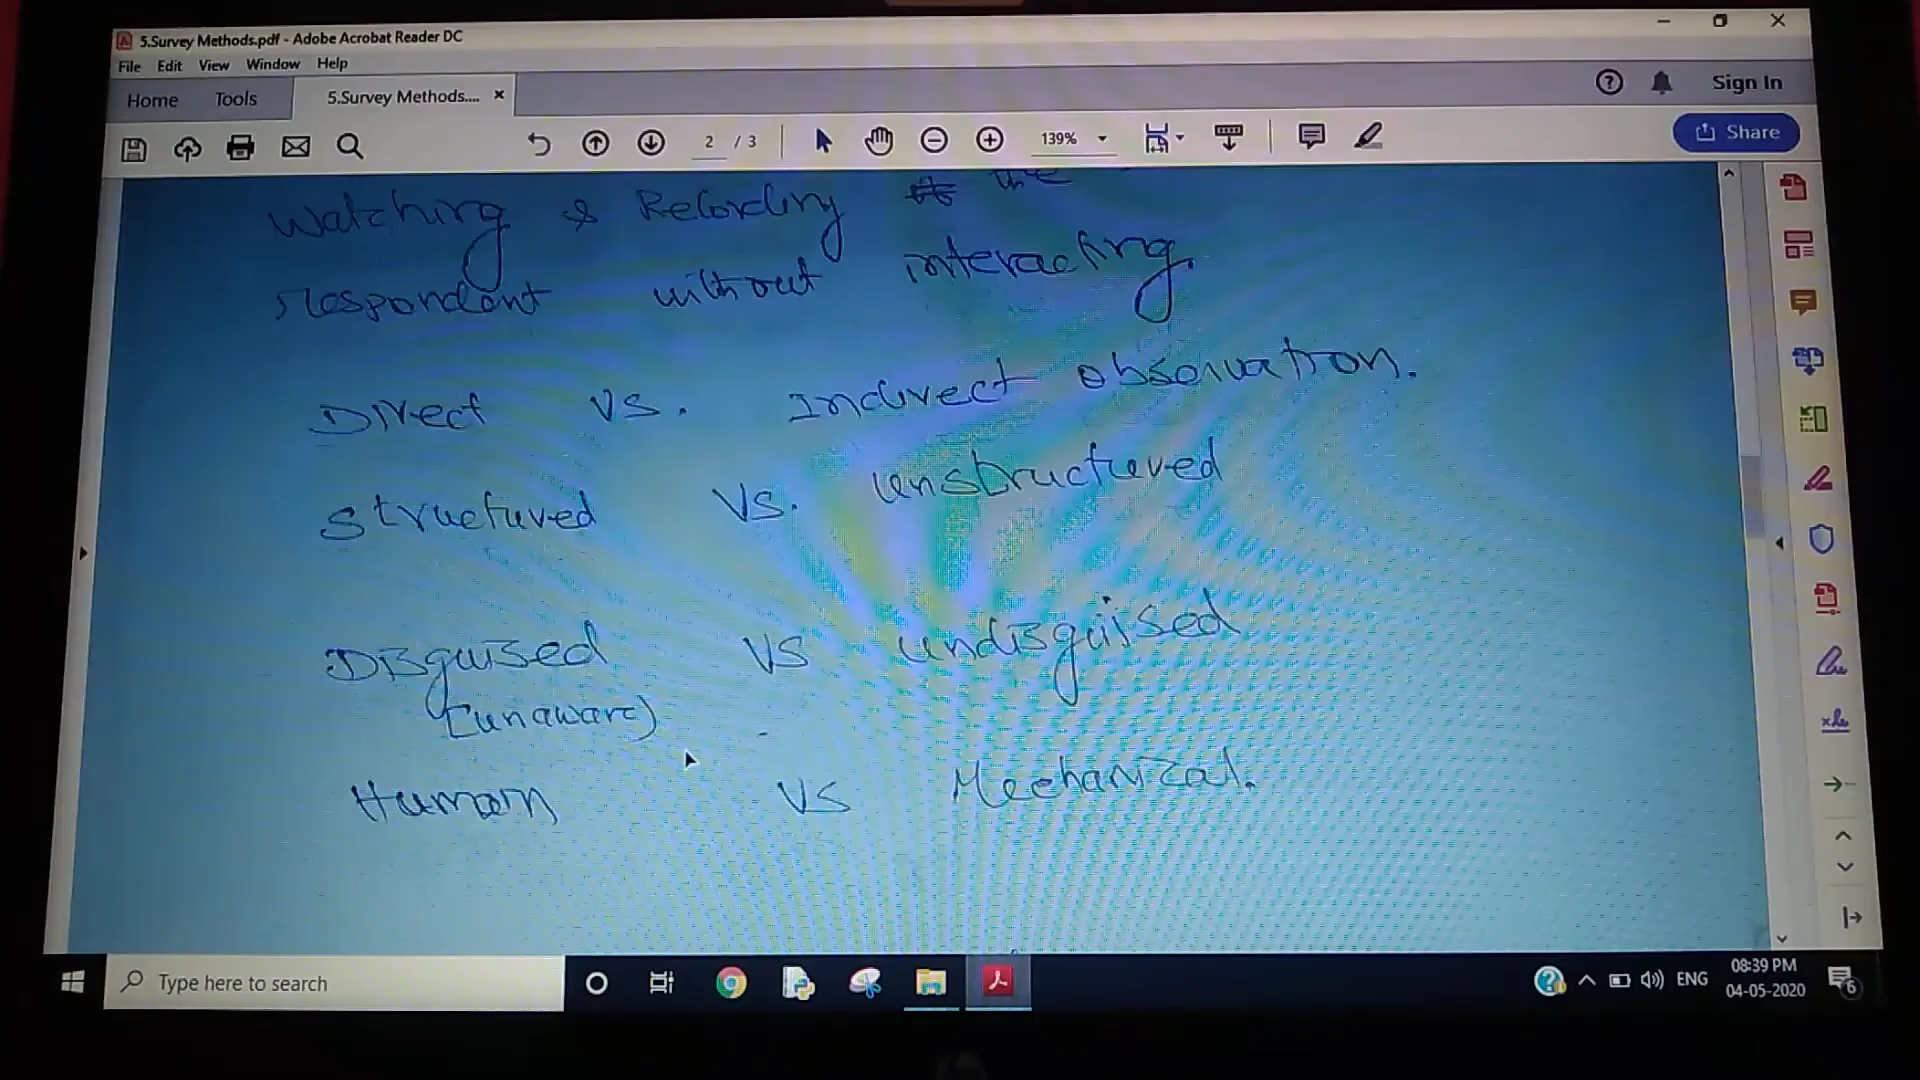 5.Survey Methods.pdf - Adobe Acrobat Reader DC
File Edit View Window Help
Home Tools 5.Survey Methods.... × Sign In
2 / 3 139% Share
Watching & Recording the
respondent without interacting.
Direct vs. Indirect observation.
Structured Vs. unstructured
Disguised VS undisguised
(unaware)
Human VS Mechanical.
Type here to search
ENG 08:39 PM
04-05-2020
6